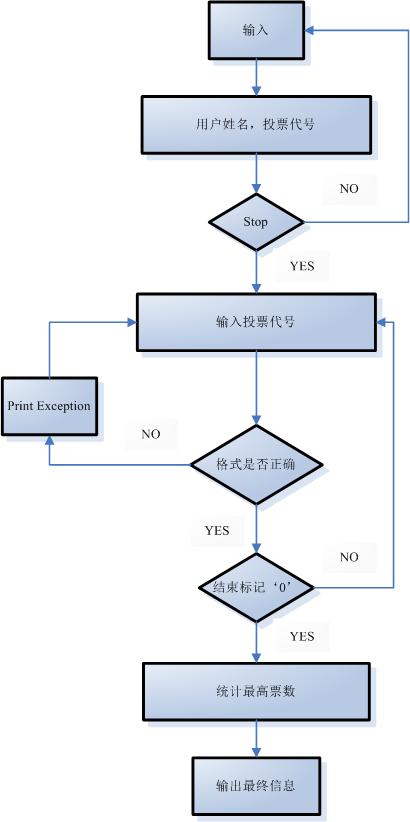 输入
用户姓名，投票代号
NO
Stop
YES
输入投票代号
Print Exception
NO
格式是否正确
YES
NO
结束标记‘0’
YES
统计最高票数
输出最终信息